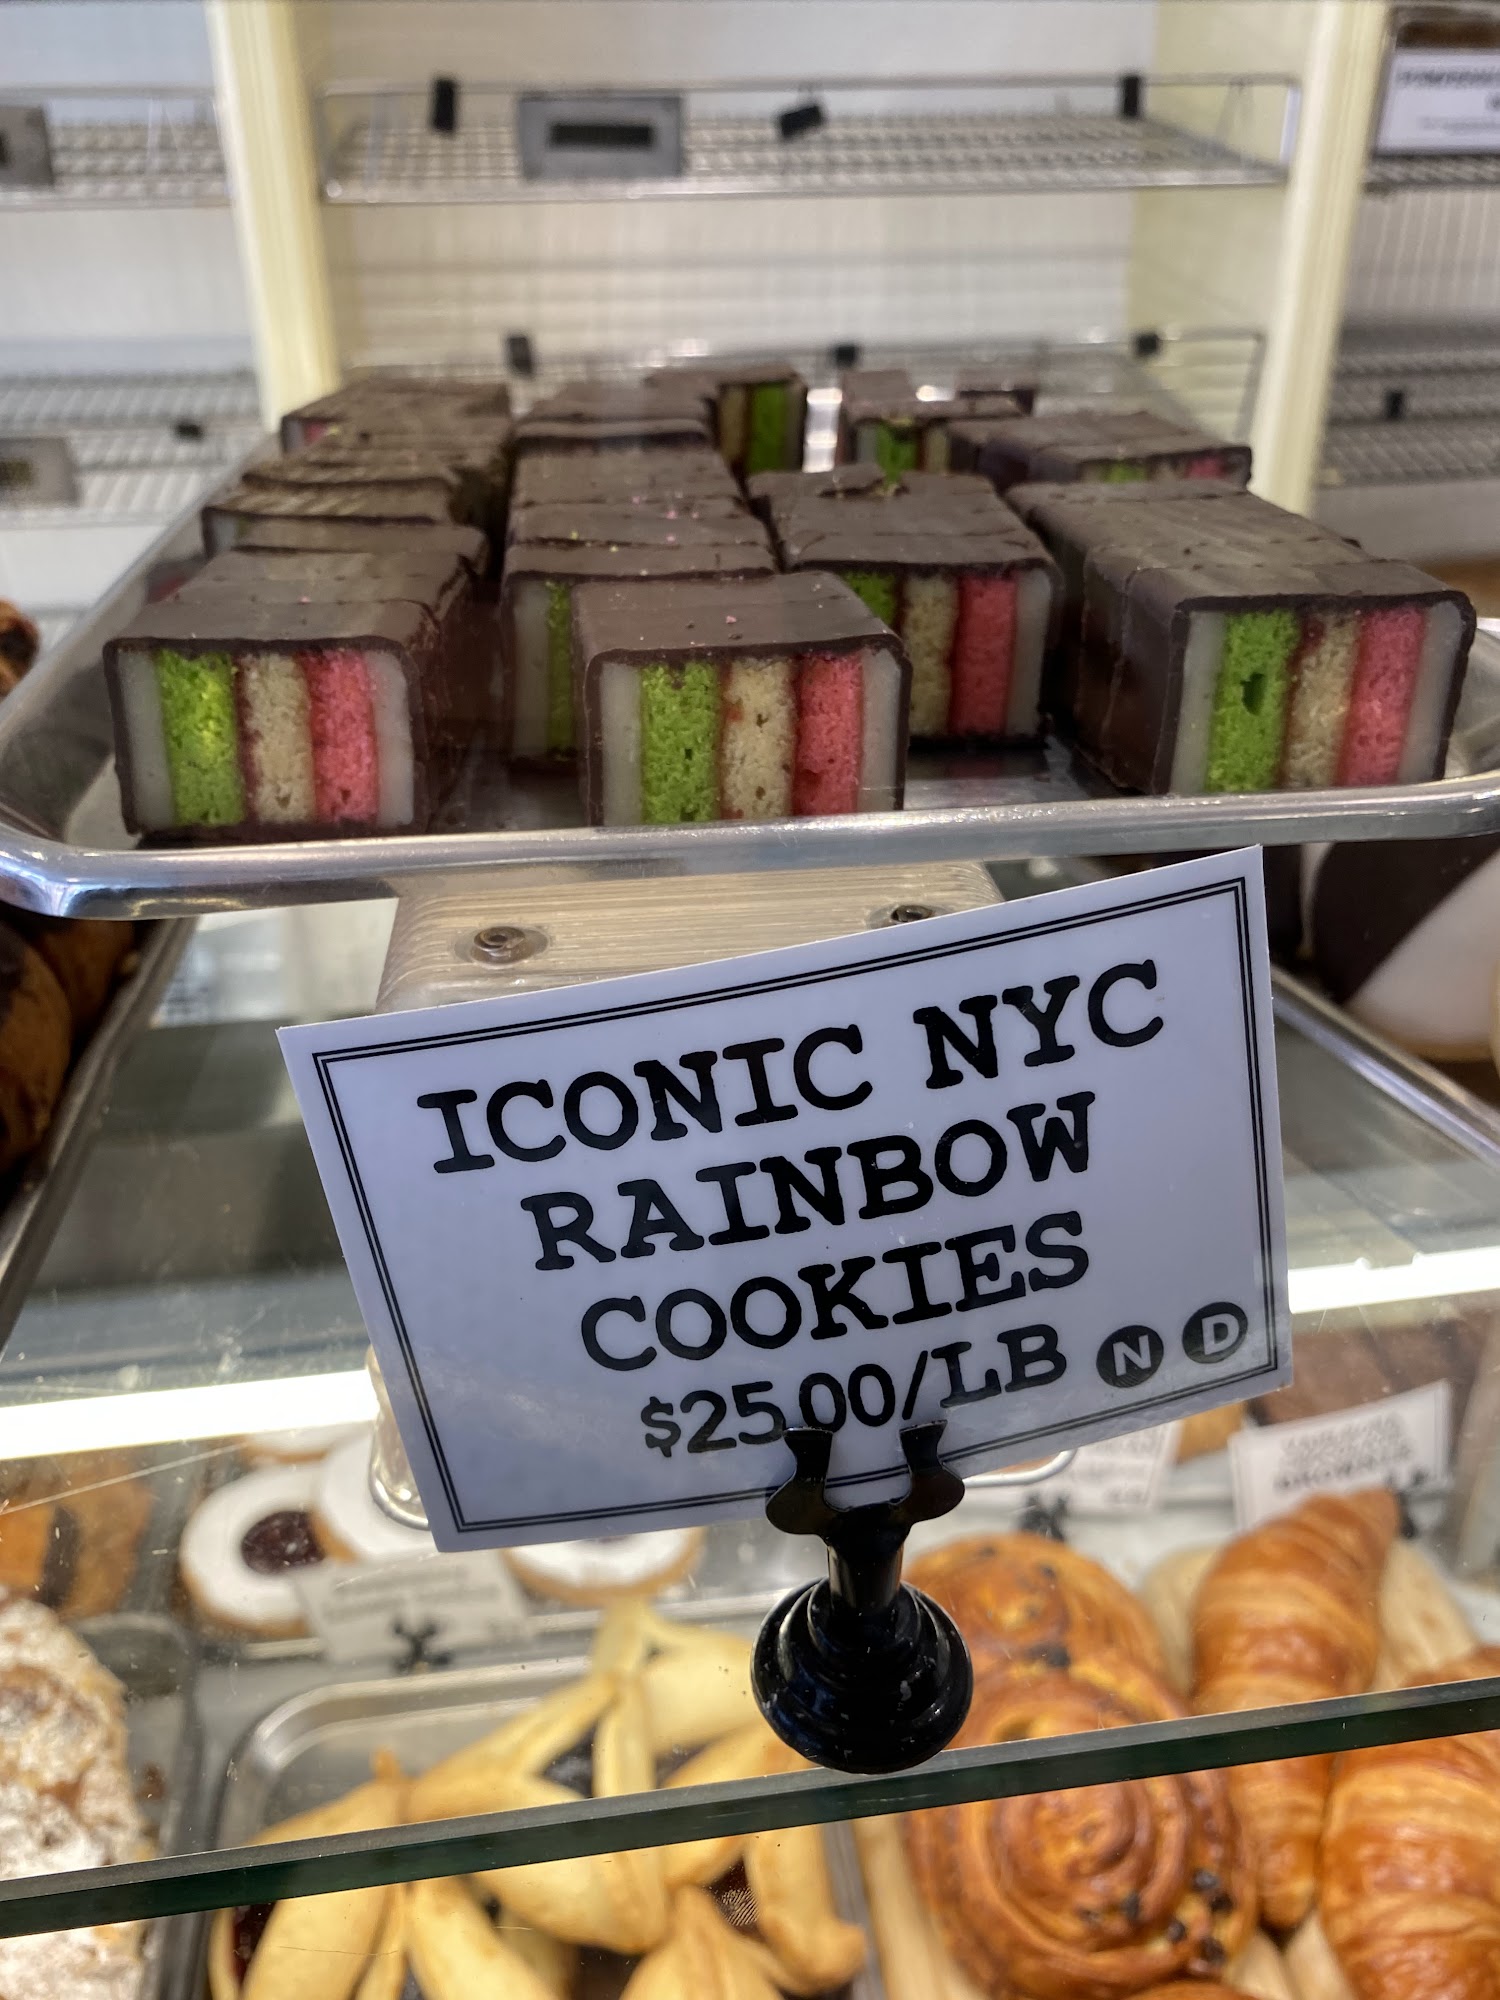 ICONIC NYC
RAINBOW
COOKIES
$25.00/LB N D